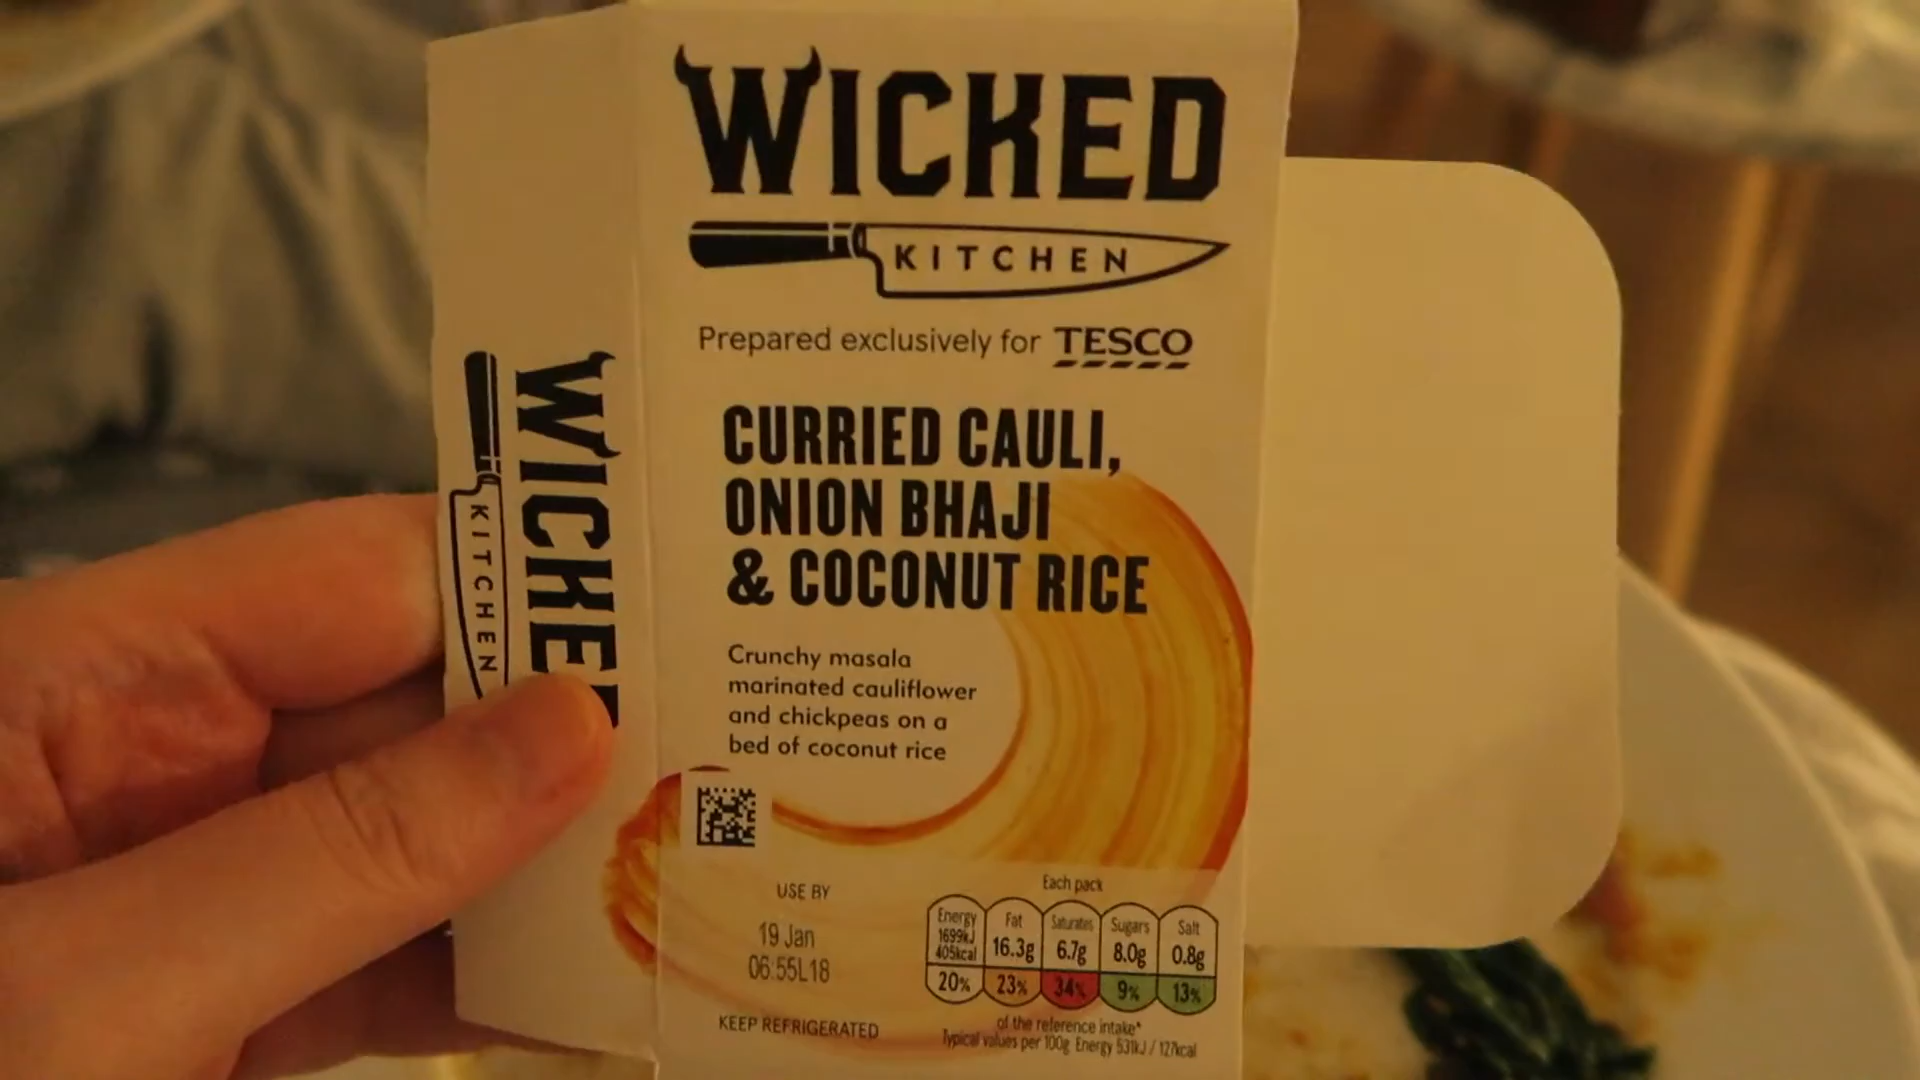 WICKED
KITCHEN
Prepared exclusively for TESCO
CURRIED CAULI,
ONION BHAJI
& COCONUT RICE
Crunchy masala
marinated cauliflower
and chickpeas on a
bed of coconut rice
USE BY
19 Jan
06:55L18
KEEP REFRIGERATED
Each pack
Energy Fat Saturates Sugars Salt
1699kJ
405kcal 16.3g 6.7g 8.0g 0.8g
20% 23% 34% 9% 13%
of the reference intake*
Typical values per 100g: Energy 531kJ / 127kcal
WICKED
KITCHEN